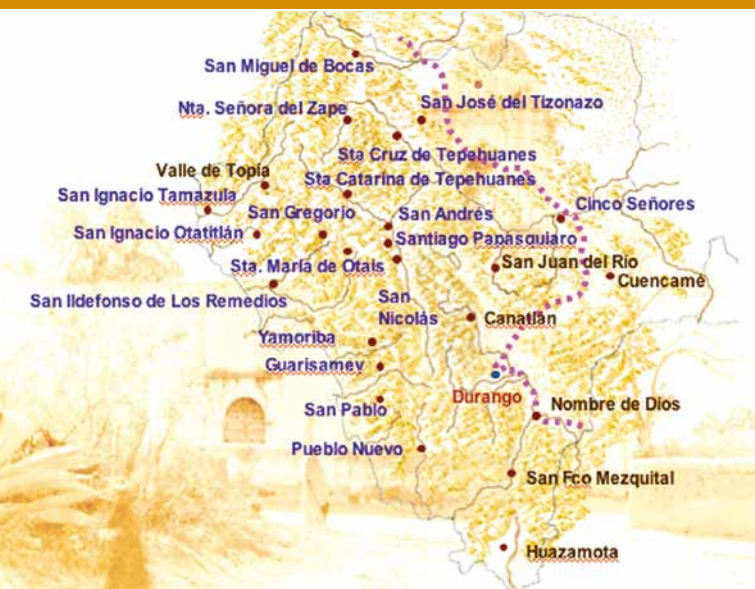 San Miguel de Bocas
Nta. Señora del Zape
San José del Tizonazo
Sta Cruz de Tepehuanes
Valle de Topía
Sta Catarina de Tepehuanes
San Ignacio Tamazula
Cinco Señores
San Gregorio
San Andrés
San Ignacio Otatitlán
Santiago Papasquiaro
San Juan del Río
Sta. María de Otais
Cuencamé
San Ildefonso de Los Remedios
San
Nicolás
Canatlán
Yamoriba
Guarisamey
Durango
Nombre de Dios
San Pablo
Pueblo Nuevo
San Fco Mezquital
Huazamota